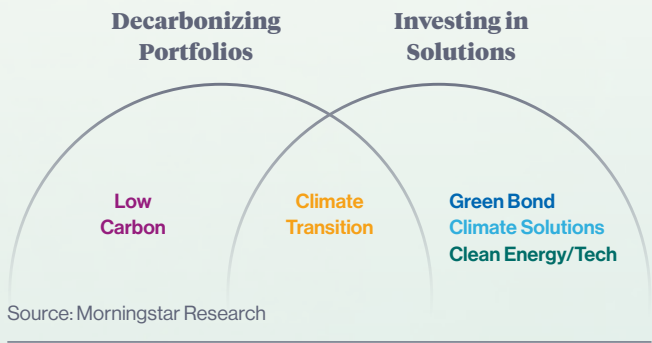 Decarbonizing
Portfolios
Investing in
Solutions
Low
Carbon
Climate
Transition
Green Bond
Climate Solutions
Clean Energy/Tech
Source: Morningstar Research